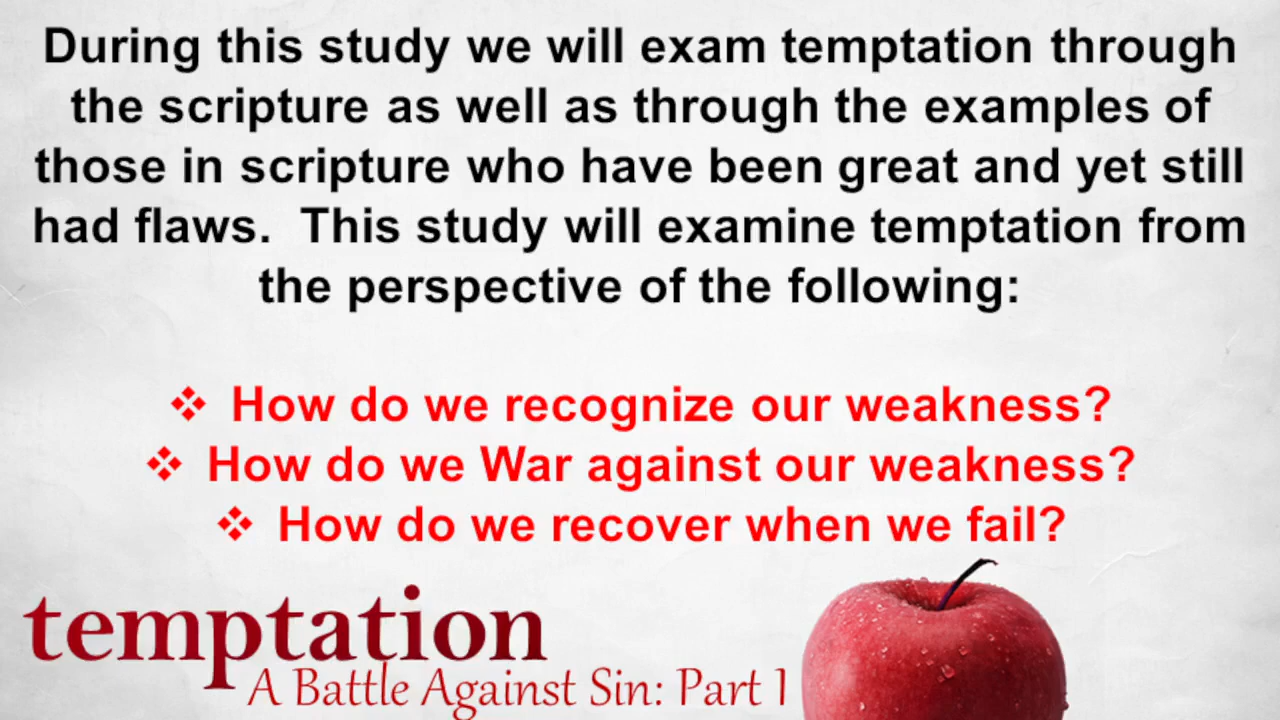 During this study we will exam temptation through
the scripture as well as through the examples of
those in scripture who have been great and yet still
had flaws.  This study will examine temptation from
the perspective of the following:
❖ How do we recognize our weakness?
❖ How do we War against our weakness?
❖ How do we recover when we fail?
temptation
A Battle Against Sin: Part 1